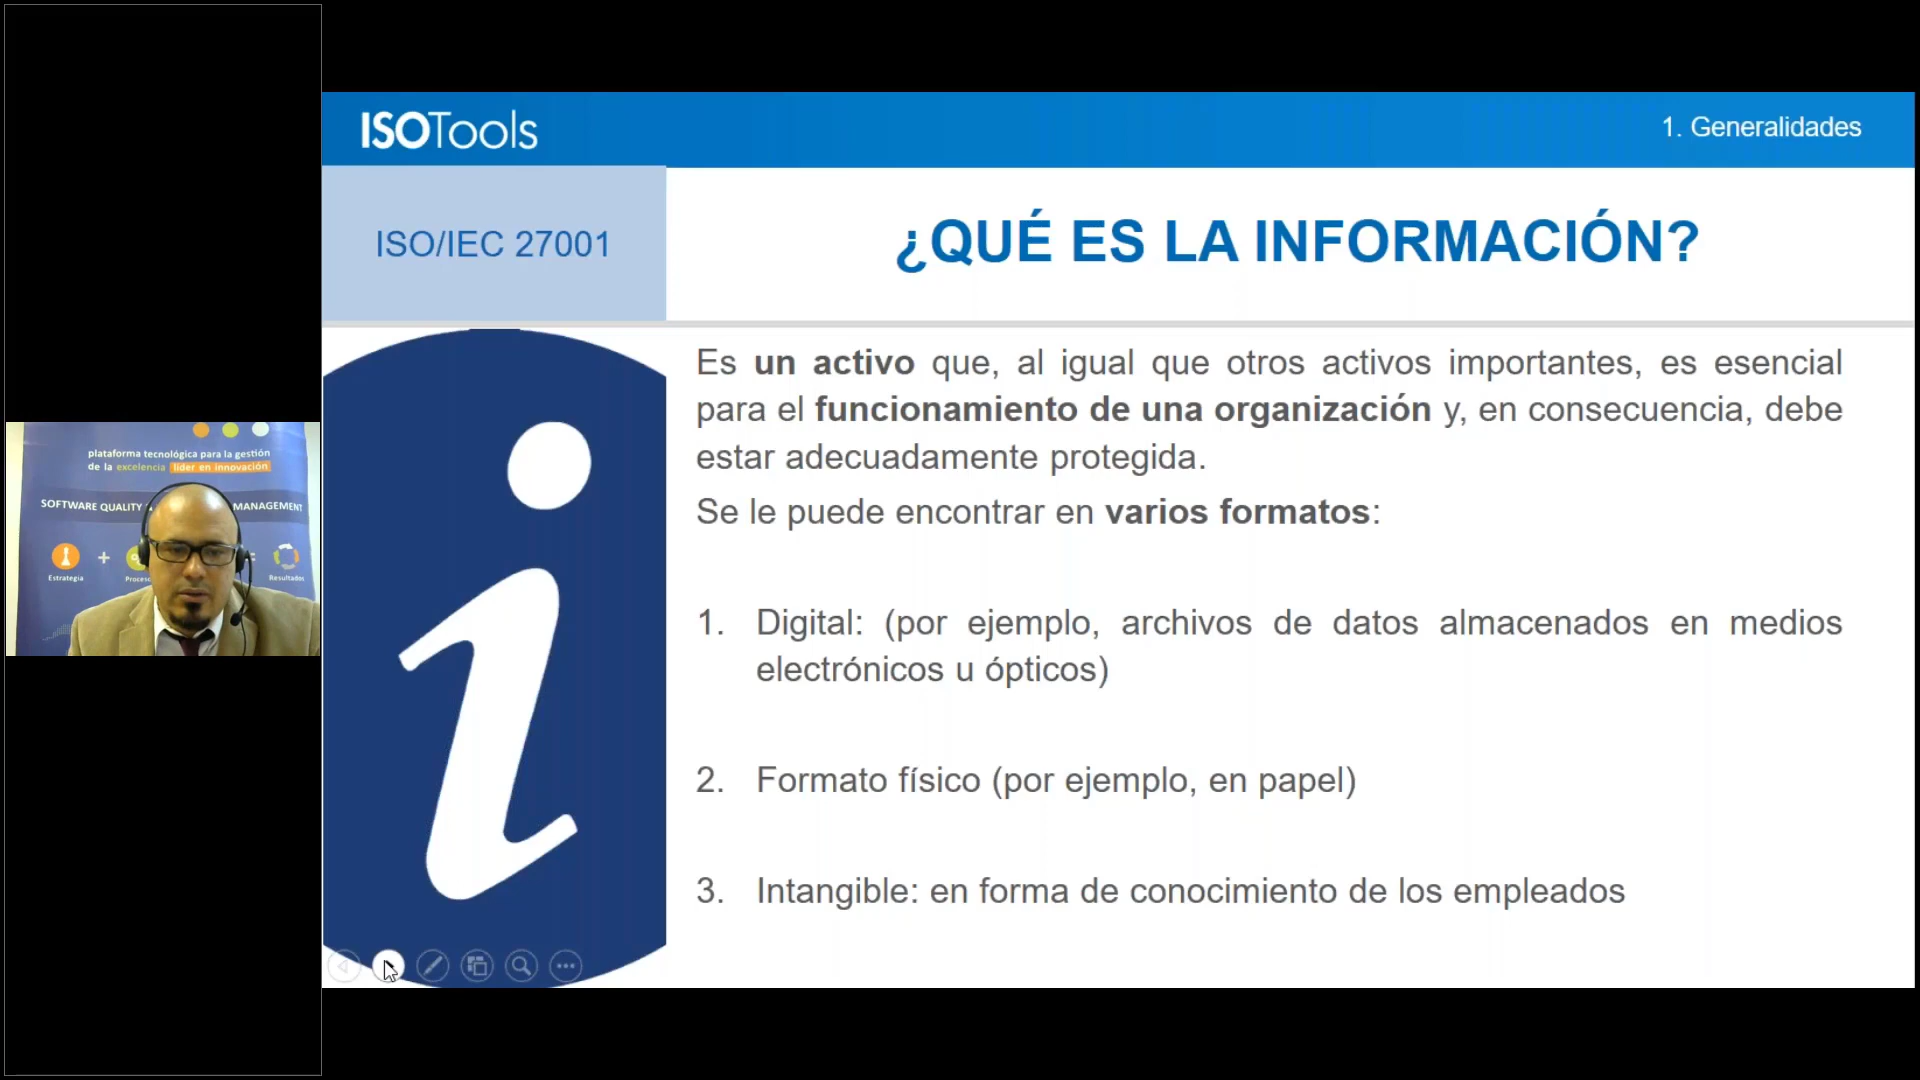 ISOTools
1. Generalidades
ISO/IEC 27001
¿QUÉ ES LA INFORMACIÓN?
Es un activo que, al igual que otros activos importantes, es esencial
para el funcionamiento de una organización y, en consecuencia, debe
estar adecuadamente protegida.
Se le puede encontrar en varios formatos:
1. Digital: (por ejemplo, archivos de datos almacenados en medios
electrónicos u ópticos)
2. Formato físico (por ejemplo, en papel)
3. Intangible: en forma de conocimiento de los empleados
i
plataforma tecnológica para la gestión
de la excelencia líder en innovación
SOFTWARE QUALITY MANAGEMENT
+
Estrategia
Resultados